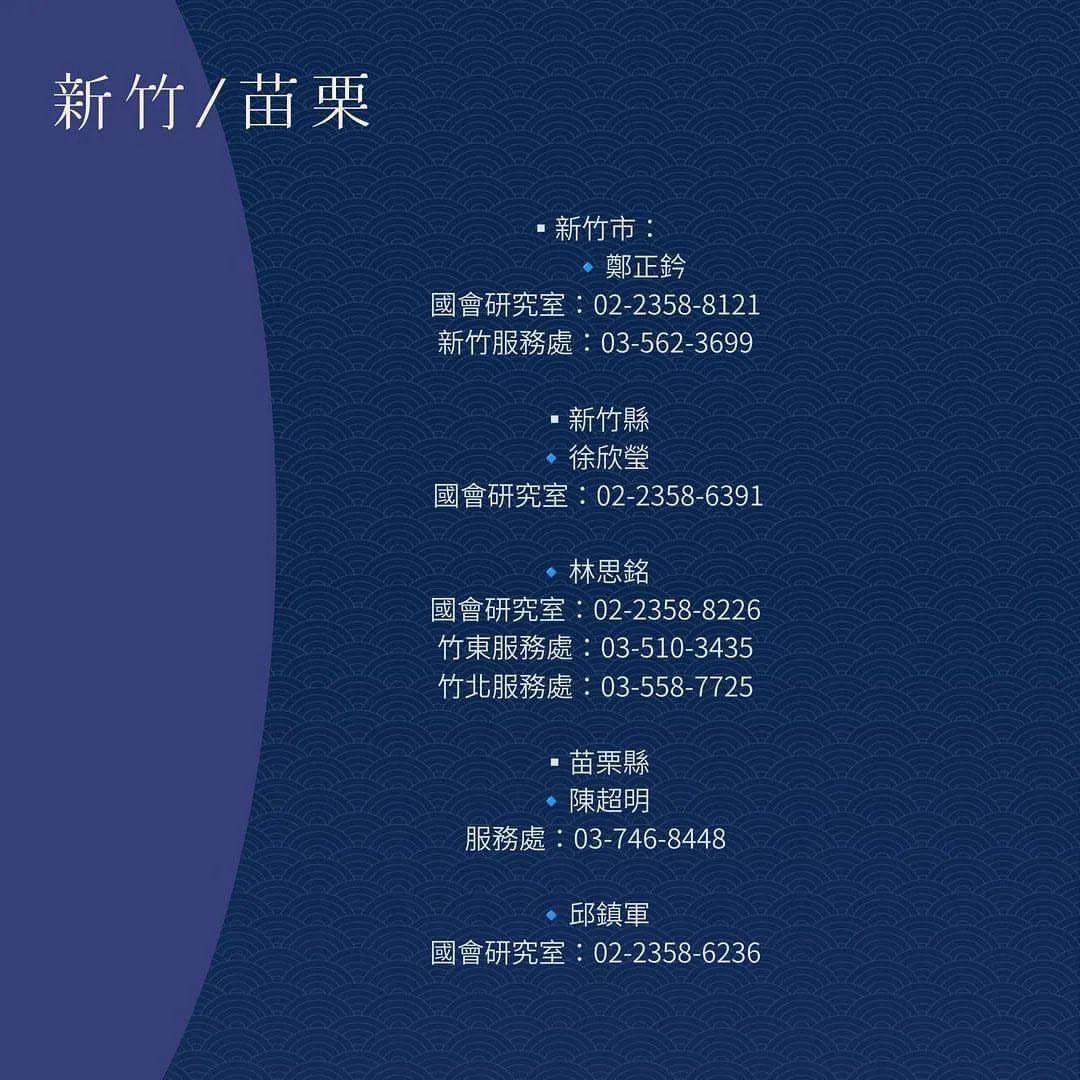 新竹/苗栗
▪新竹市：
🔹鄭正鈐
國會研究室：02-2358-8121
新竹服務處：03-562-3699
▪新竹縣
🔹徐欣瑩
國會研究室：02-2358-6391
🔹林思銘
國會研究室：02-2358-8226
竹東服務處：03-510-3435
竹北服務處：03-558-7725
▪苗栗縣
🔹陳超明
服務處：03-746-8448
🔹邱鎮軍
國會研究室：02-2358-6236